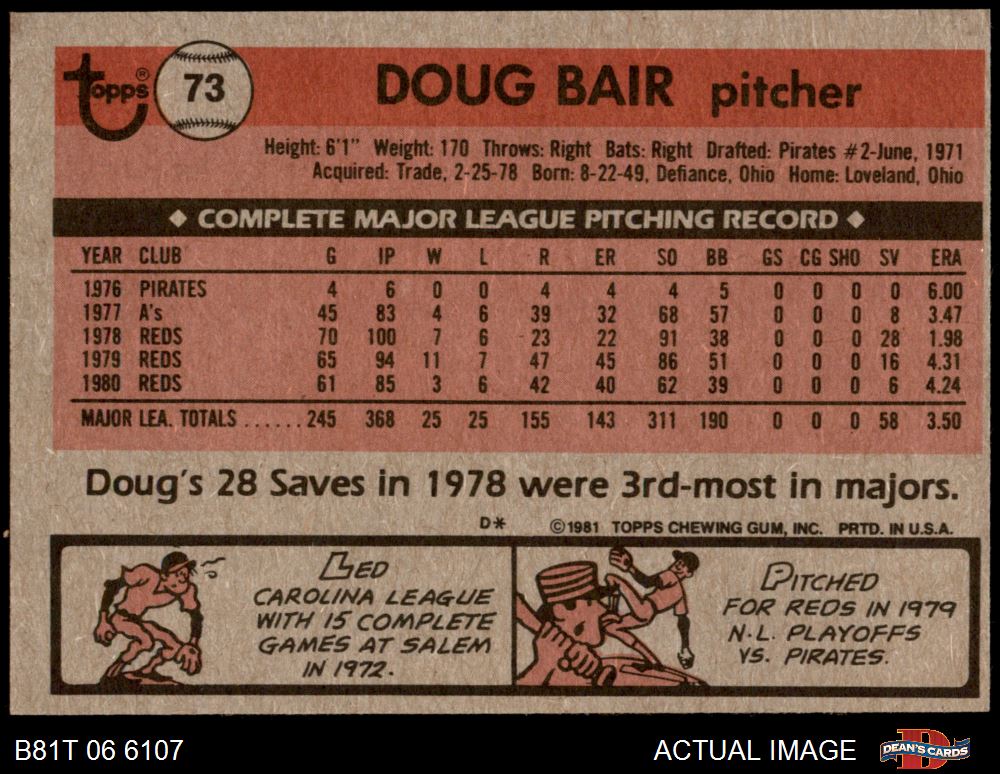 topps® 73 DOUG BAIR pitcher
Height: 6'1" Weight: 170 Throws: Right Bats: Right Drafted: Pirates #2-June, 1971
Acquired: Trade, 2-25-78 Born: 8-22-49, Defiance, Ohio Home: Loveland, Ohio
◆ COMPLETE MAJOR LEAGUE PITCHING RECORD ◆
YEAR CLUB G IP W L R ER SO BB GS CG SHO SV ERA
1976 PIRATES 4 6 0 0 4 4 4 5 0 0 0 0 6.00
1977 A's 45 83 4 6 39 32 68 57 0 0 0 8 3.47
1978 REDS 70 100 7 6 23 22 91 38 0 0 0 28 1.98
1979 REDS 65 94 11 7 47 45 86 51 0 0 0 16 4.31
1980 REDS 61 85 3 6 42 40 62 39 0 0 0 6 4.24
MAJOR LEA. TOTALS ......245 368 25 25 155 143 311 190 0 0 0 58 3.50
Doug's 28 Saves in 1978 were 3rd-most in majors.
D* ©1981 TOPPS CHEWING GUM, INC. PRTD. IN U.S.A.
LED
CAROLINA LEAGUE
WITH 15 COMPLETE
GAMES AT SALEM
IN 1972.
PITCHED
FOR REDS IN 1979
N.L. PLAYOFFS
VS. PIRATES.
B81T 06 6107 ACTUAL IMAGE DEAN'S CARDS